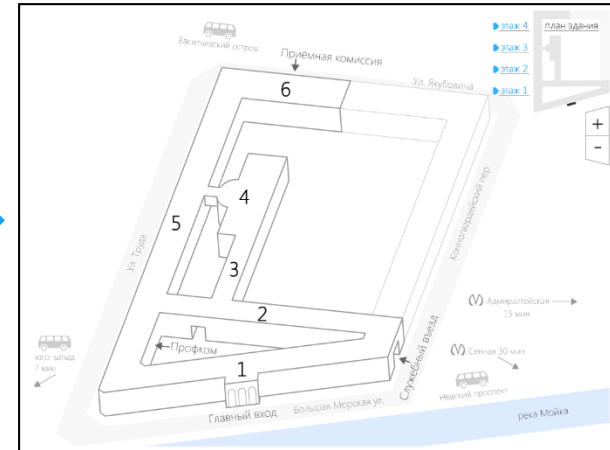 Васильевский остров
Приёмная комиссия
этаж 4
план здания
этаж 3
этаж 2
этаж 1
Ул. Якубовича
6
+
-
4
5
Ул. Труда
Конногвардейский пер.
3
2
Адмиралтейская
15 мин
Профком
Служебный въезд
Сенная 30 мин
юго-запад
7 мин
1
Невский проспект
Главный вход
Большая Морская ул.
река Мойка